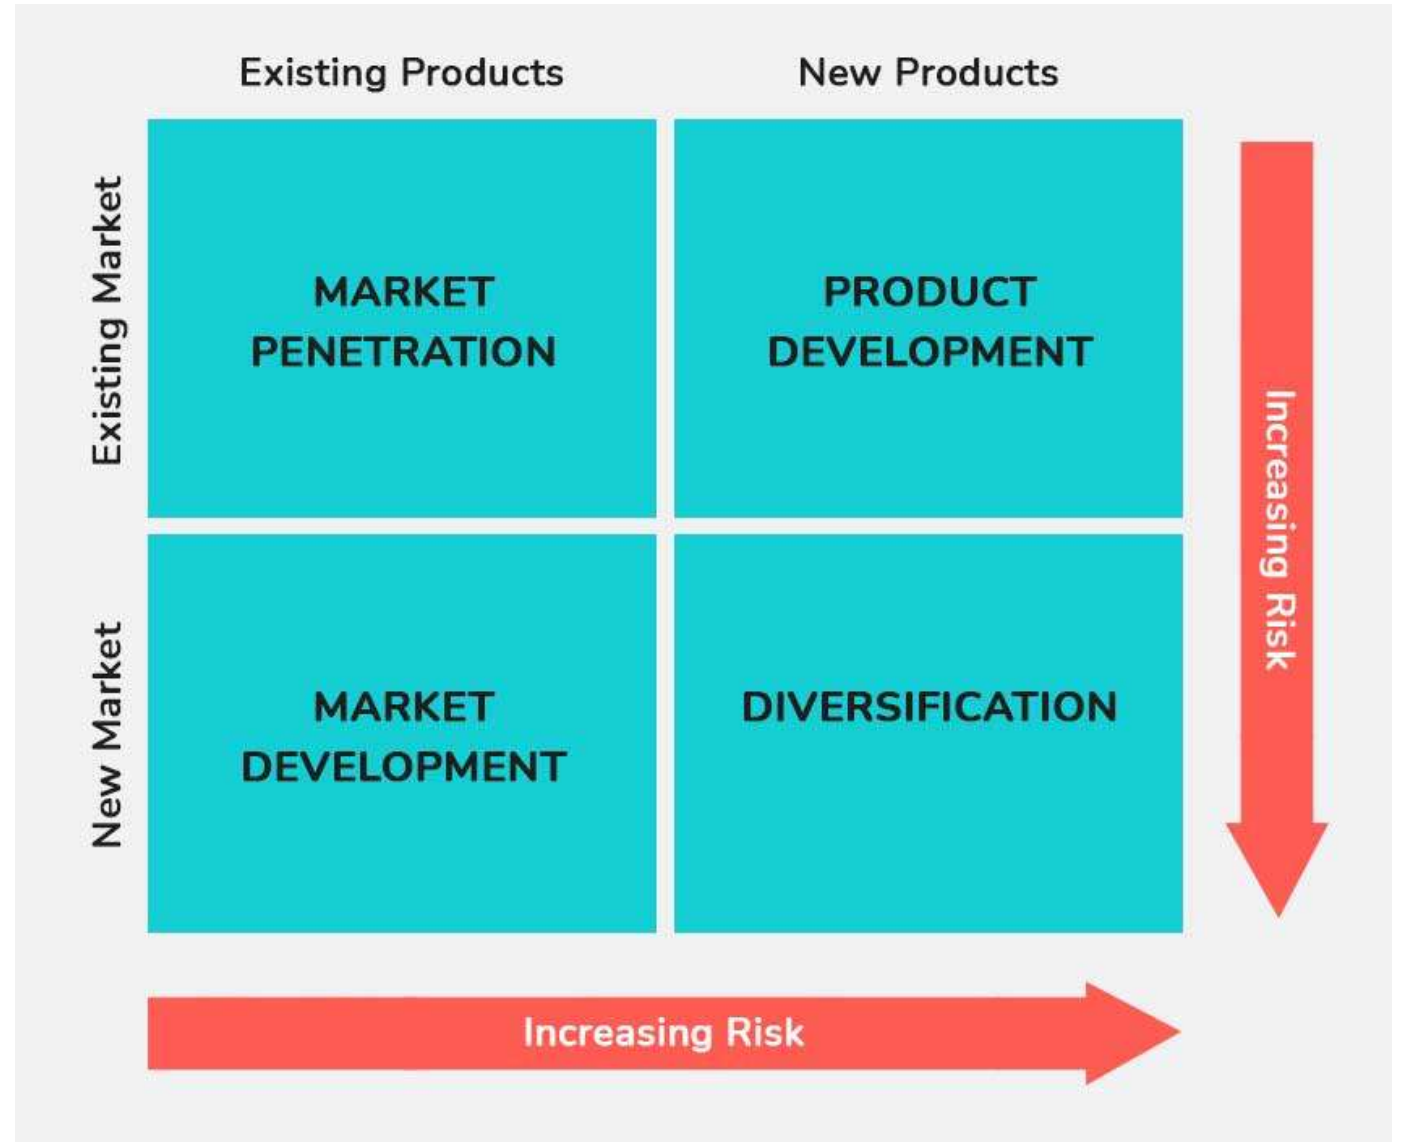 Existing Products
New Products
Existing Market
MARKET
PENETRATION
PRODUCT
DEVELOPMENT
New Market
MARKET
DEVELOPMENT
DIVERSIFICATION
Increasing Risk
Increasing Risk